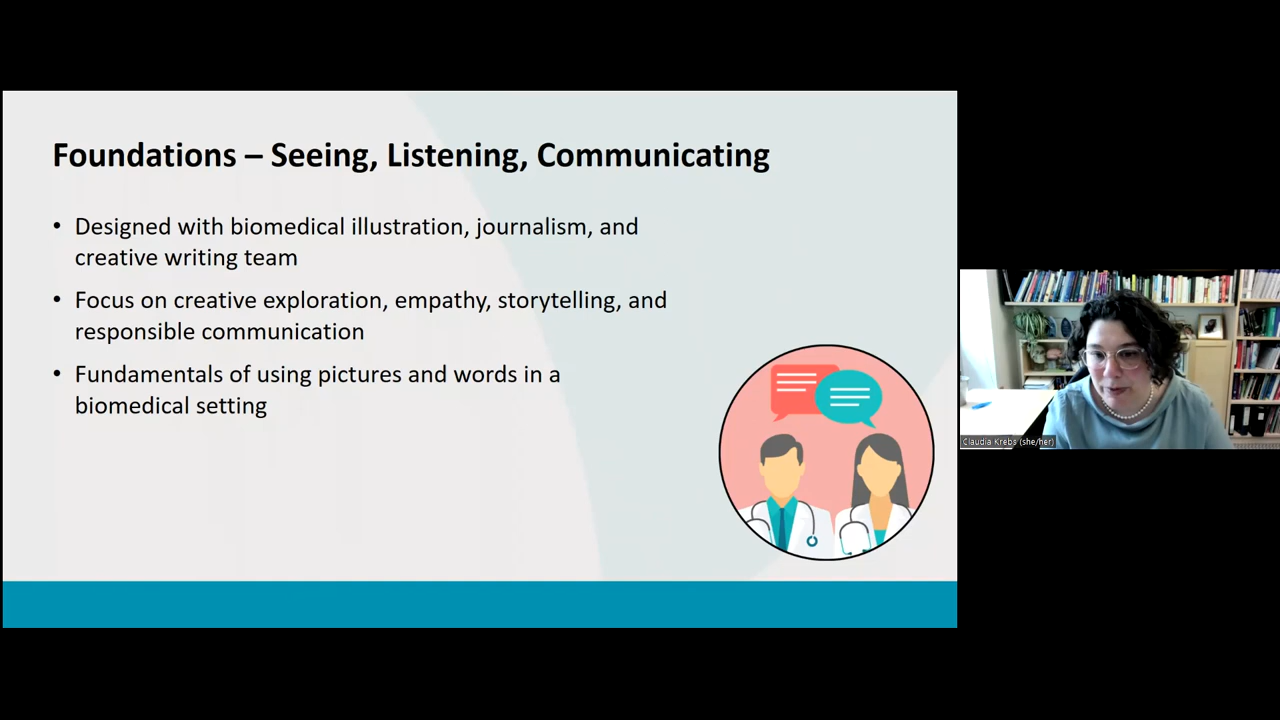 Foundations – Seeing, Listening, Communicating
• Designed with biomedical illustration, journalism, and
creative writing team
• Focus on creative exploration, empathy, storytelling, and
responsible communication
• Fundamentals of using pictures and words in a
biomedical setting
Claudia Krebs (she/her)